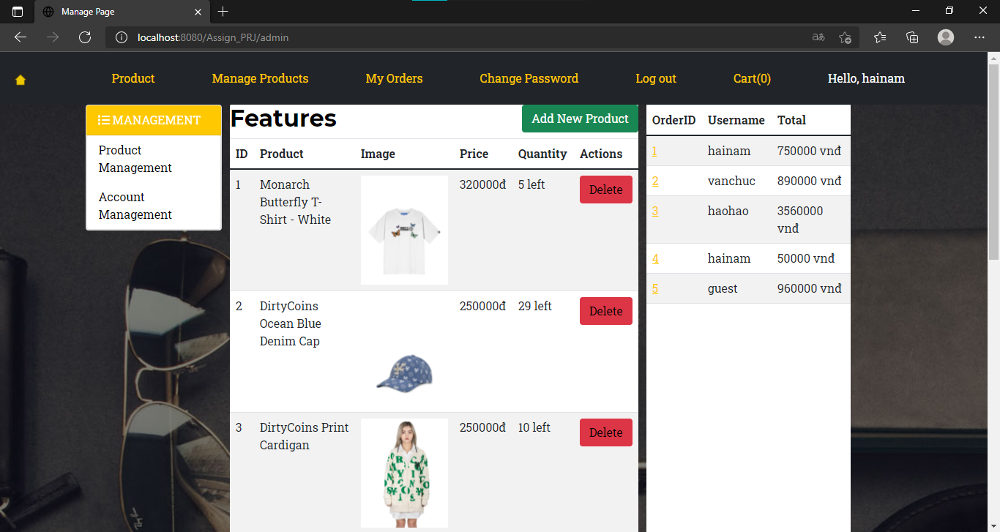 Manage Page
localhost:8080/Assign_PRJ/admin
Product
Manage Products
My Orders
Change Password
Log out
Cart(0)
Hello, hainam
MANAGEMENT
Product
Management
Account
Management
Features
Add New Product
ID Product Image Price Quantity Actions
1 Monarch 320000đ 5 left Delete
Butterfly T-
Shirt - White
2 DirtyCoins 250000đ 29 left Delete
Ocean Blue
Denim Cap
3 DirtyCoins Print 250000đ 10 left Delete
Cardigan
OrderID Username Total
1 hainam 750000 vnđ
2 vanchuc 890000 vnđ
3 haohao 3560000
vnđ
4 hainam 50000 vnđ
5 guest 960000 vnđ